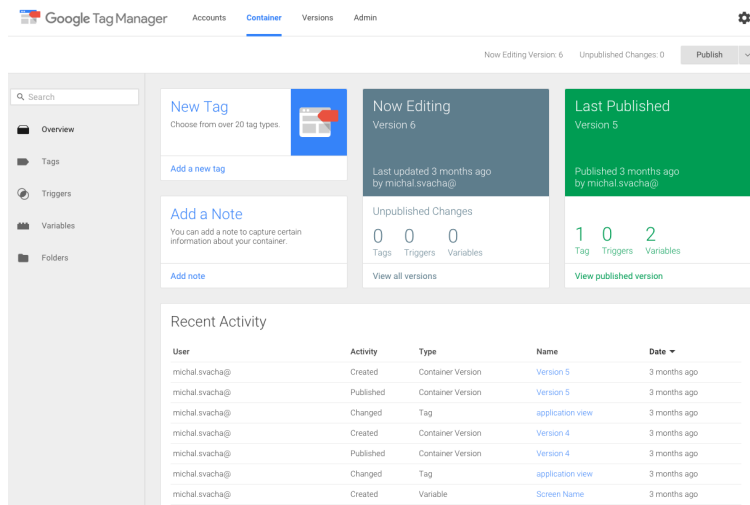 Google Tag Manager Accounts Container Versions Admin
Now Editing Version: 6 Unpublished Changes: 0 Publish
Search
Overview
Tags
Triggers
Variables
Folders
New Tag
Choose from over 20 tag types.
Add a new tag
Add a Note
You can add a note to capture certain
information about your container.
Add note
Now Editing
Version 6
Last updated 3 months ago
by michal.svacha@
Unpublished Changes
0 0 0
Tags Triggers Variables
View all versions
Last Published
Version 5
Published 3 months ago
by michal.svacha@
1 0 2
Tag Triggers Variables
View published version
Recent Activity
User Activity Type Name Date
michal.svacha@ Created Container Version Version 5 3 months ago
michal.svacha@ Published Container Version Version 5 3 months ago
michal.svacha@ Changed Tag application view 3 months ago
michal.svacha@ Created Container Version Version 4 3 months ago
michal.svacha@ Published Container Version Version 4 3 months ago
michal.svacha@ Changed Tag application view 3 months ago
michal.svacha@ Created Variable Screen Name 3 months ago